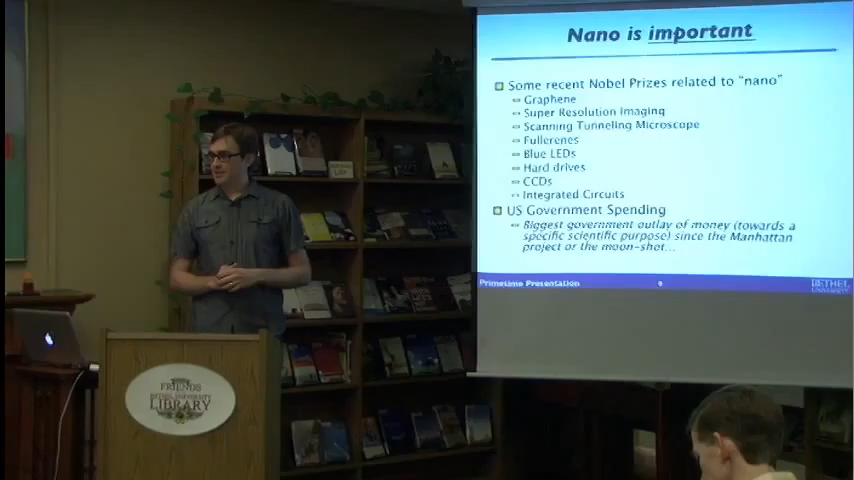 Nano is important
Some recent Nobel Prizes related to "nano"
Graphene
Super Resolution Imaging
Scanning Tunneling Microscope
Fullerenes
Blue LEDs
Hard drives
CCDs
Integrated Circuits
US Government Spending
Biggest government outlay of money (towards a
specific scientific purpose) since the Manhattan
project or the moon-shot...
Primetime Presentation
9
BETHEL
UNIVERSITY
FRIENDS
OF THE
BETHEL UNIVERSITY
LIBRARY